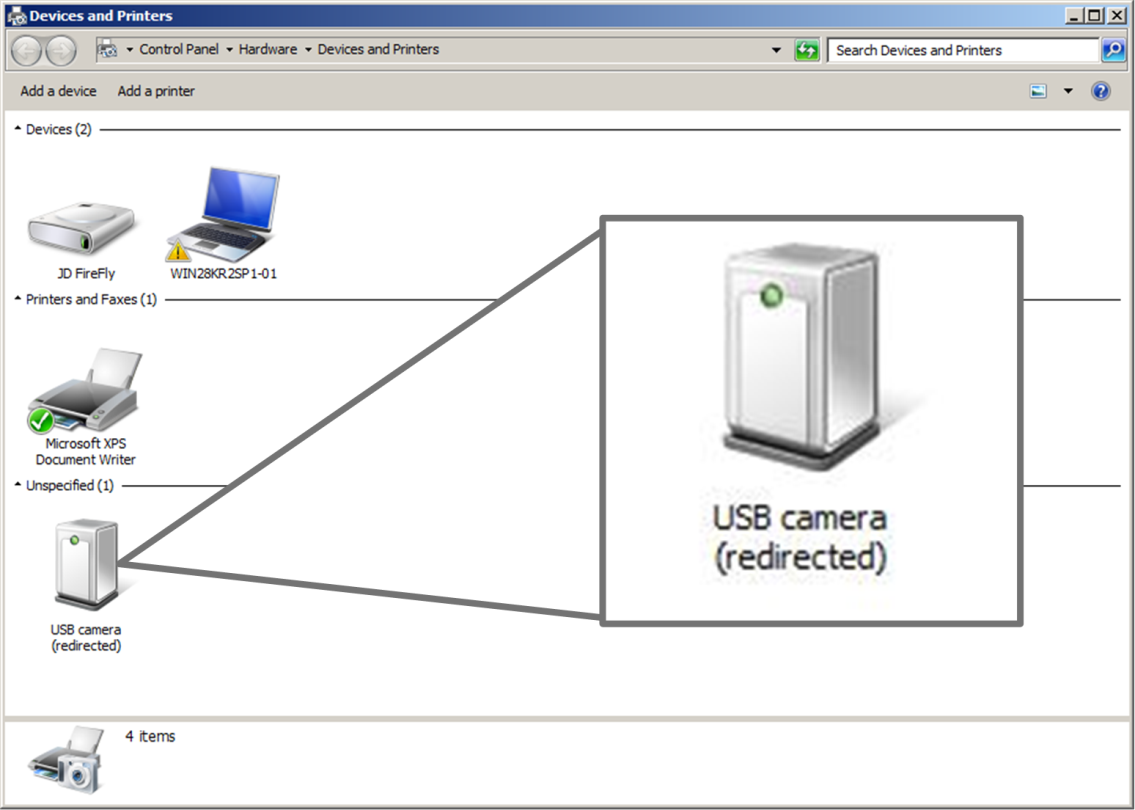 Devices and Printers
Control Panel Hardware Devices and Printers
Search Devices and Printers
Add a device Add a printer
Devices (2)
JD FireFly
WIN28KR2SP1-01
Printers and Faxes (1)
Microsoft XPS
Document Writer
Unspecified (1)
USB camera
(redirected)
USB camera
(redirected)
4 items